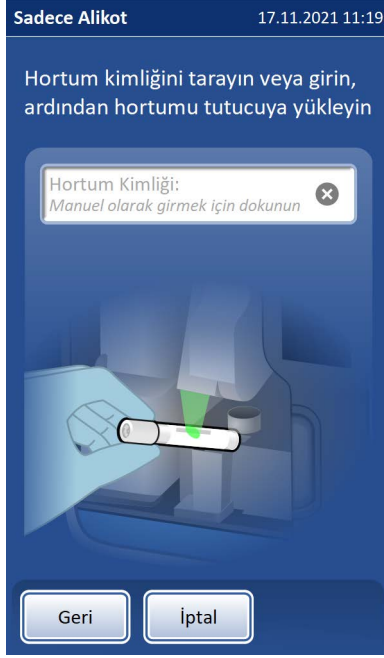 Sadece Alikot
17.11.2021 11:19
Hortum kimliğini tarayın veya girin,
ardından hortumu tutucuya yükleyin
Hortum Kimliği:
Manuel olarak girmek için dokunun
Geri
İptal